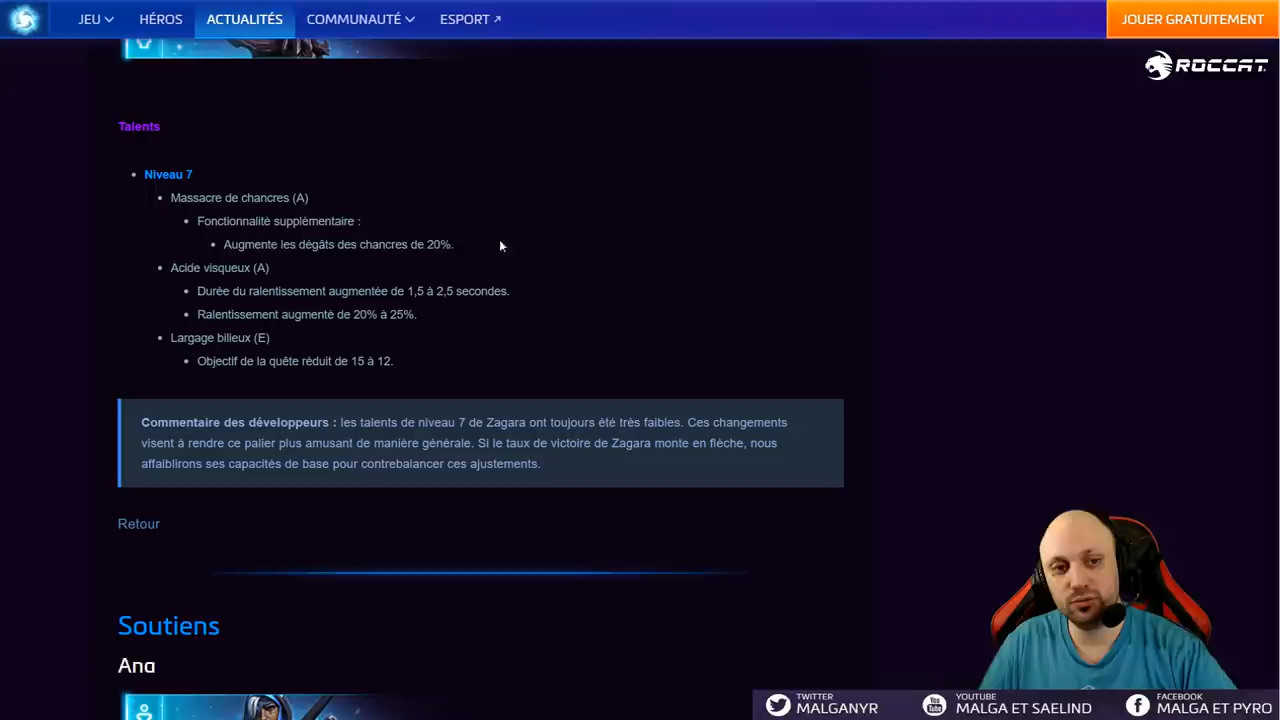 JEU HÉROS ACTUALITÉS COMMUNAUTÉ ESPORT JOUER GRATUITEMENT
ROCCAT
Talents
Niveau 7
Massacre de chancres (A)
Fonctionnalité supplémentaire :
Augmente les dégâts des chancres de 20%.
Acide visqueux (A)
Durée du ralentissement augmentée de 1,5 à 2,5 secondes.
Ralentissement augmenté de 20% à 25%.
Largage bilieux (E)
Objectif de la quête réduit de 15 à 12.
Commentaire des développeurs : les talents de niveau 7 de Zagara ont toujours été très faibles. Ces changements
visent à rendre ce palier plus amusant de manière générale. Si le taux de victoire de Zagara monte en flèche, nous
affaiblirons ses capacités de base pour contrebalancer ces ajustements.
Retour
Soutiens
Ana
TWITTER
MALGANYR
YOUTUBE
MALGA ET SAELIND
FACEBOOK
MALGA ET PYRO